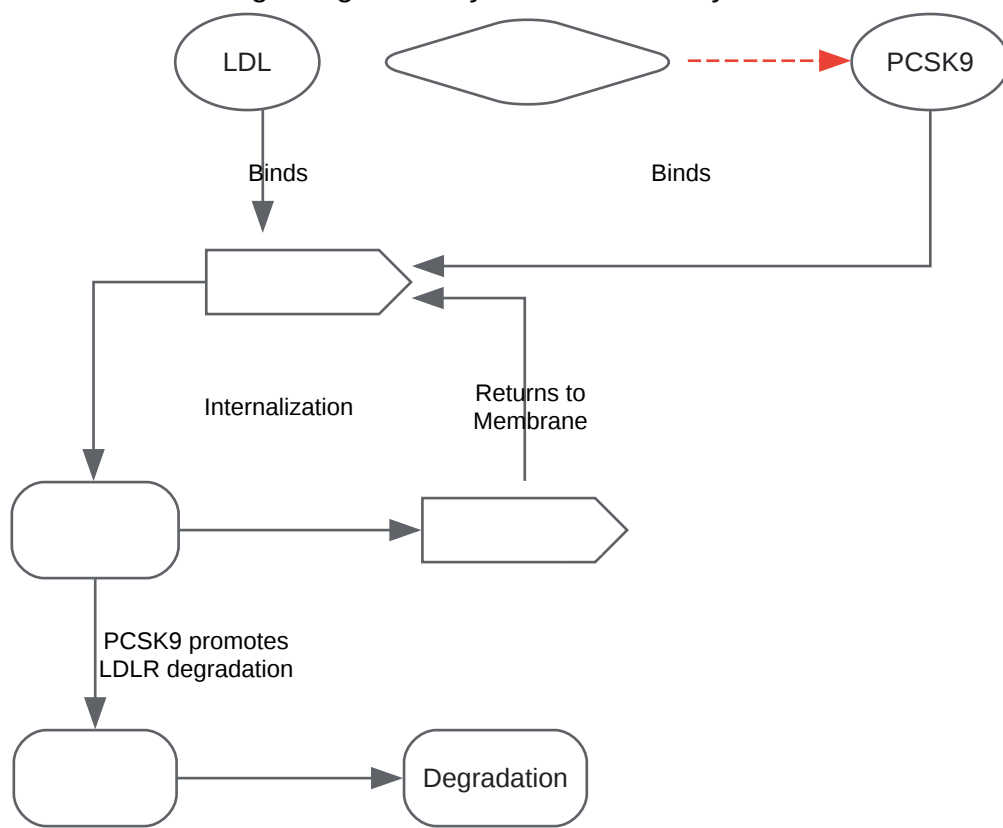 LDL
PCSK9
Binds
Binds
Internalization
Returns to
Membrane
PCSK9 promotes
LDLR degradation
Degradation